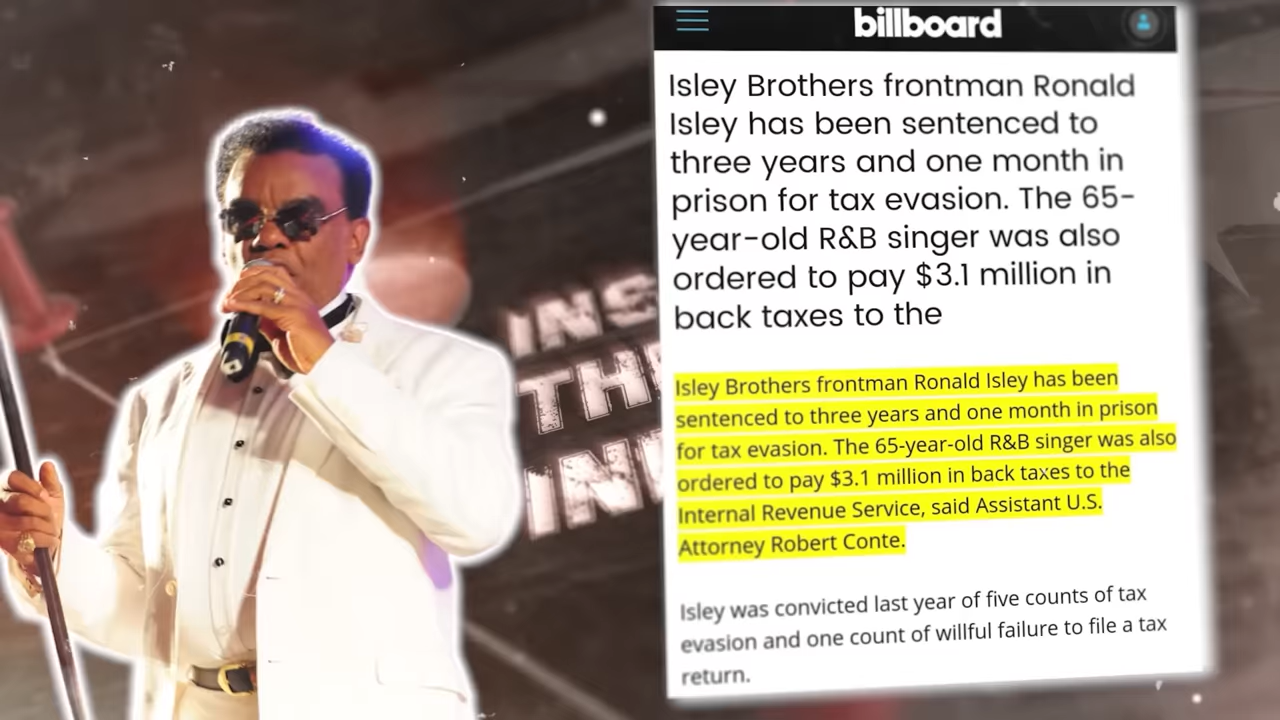 billboard
Isley Brothers frontman Ronald
Isley has been sentenced to
three years and one month in
prison for tax evasion. The 65-
year-old R&B singer was also
ordered to pay $3.1 million in
back taxes to the
Isley Brothers frontman Ronald Isley has been
sentenced to three years and one month in prison
for tax evasion. The 65-year-old R&B singer was also
ordered to pay $3.1 million in back taxes to the
Internal Revenue Service, said Assistant U.S.
Attorney Robert Conte.
Isley was convicted last year of five counts of tax
evasion and one count of willful failure to file a tax
return.
INS
TH
IN